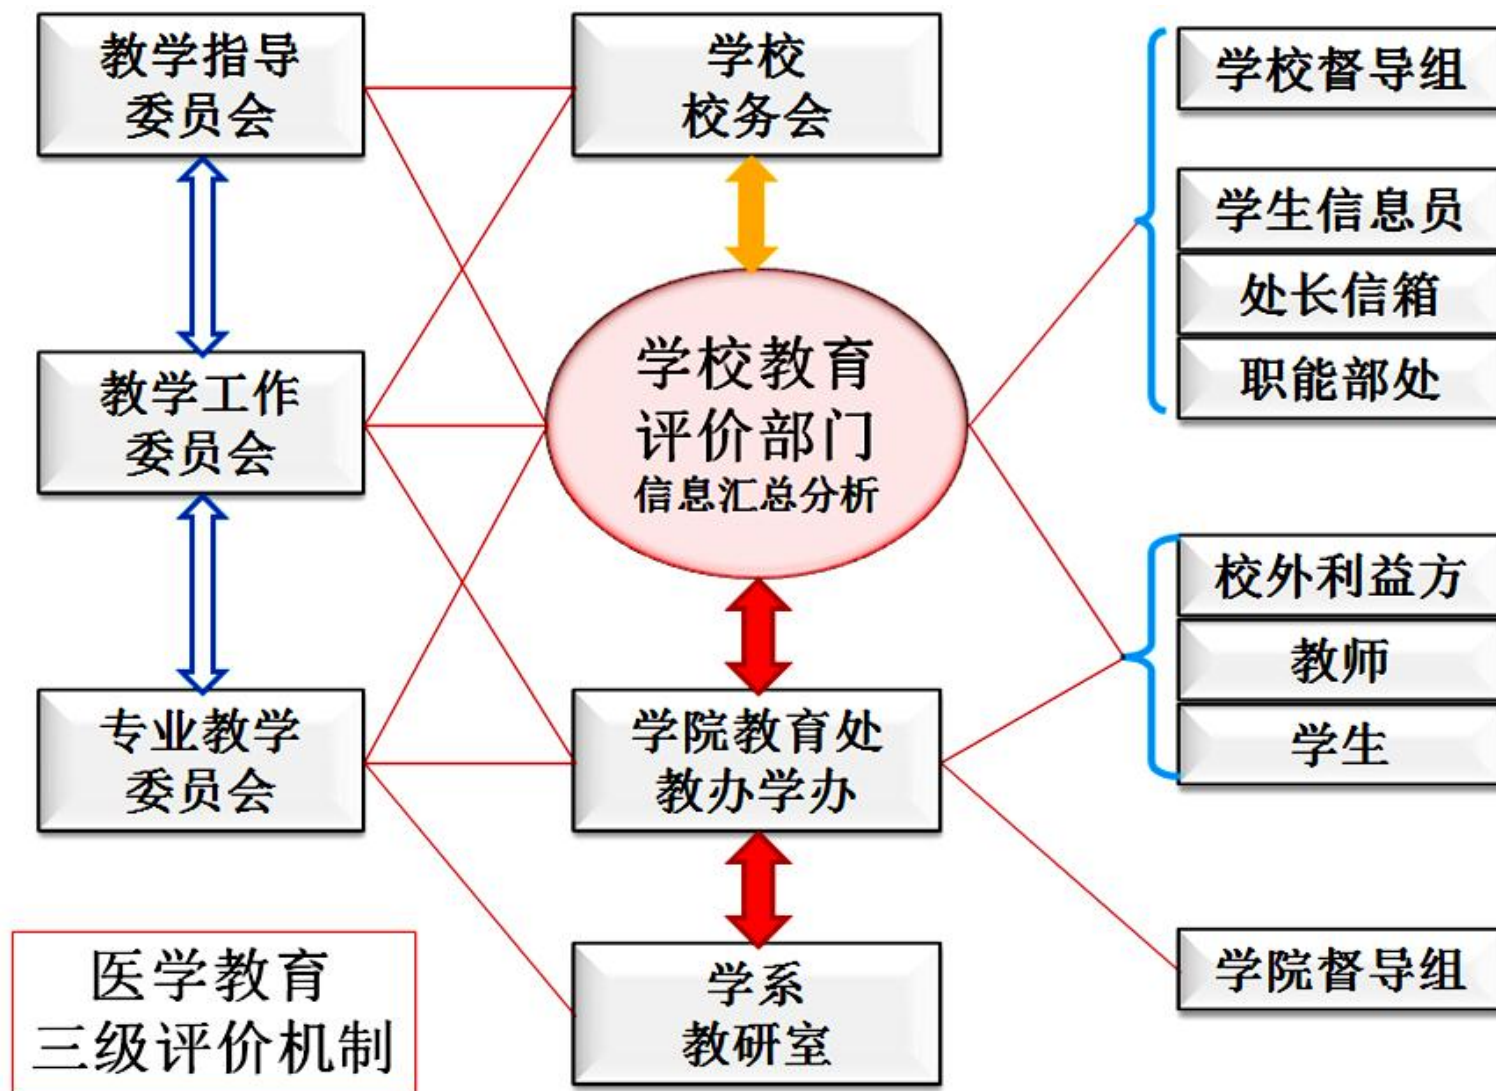 教学指导
委员会
学校
校务会
学校督导组
学生信息员
处长信箱
职能部处
教学工作
委员会
学校教育
评价部门
信息汇总分析
校外利益方
教师
学生
专业教学
委员会
学院教育处
教办学办
学院督导组
学系
教研室
医学教育
三级评价机制